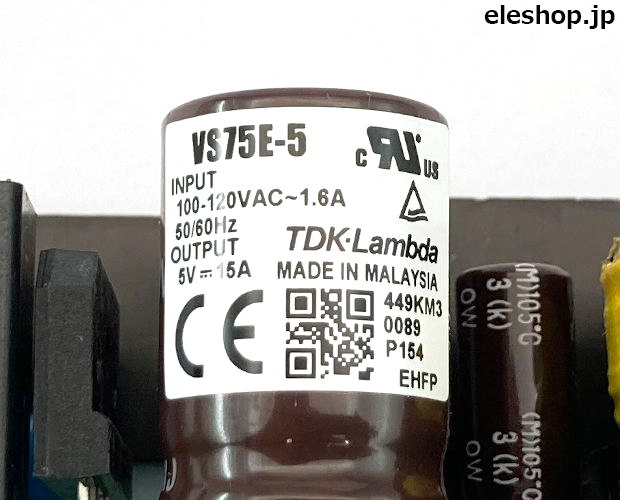 eleshop.jp
VS75E-5
c RU US
INPUT
100-120VAC~1.6A
50/60Hz
OUTPUT
5V⎓15A
TDK·Lambda
MADE IN MALAYSIA
CE
449KM3
0089
P154
EHFP
(M)105°C
3 (K)
OW
(M)105°C
3 (K)
OW